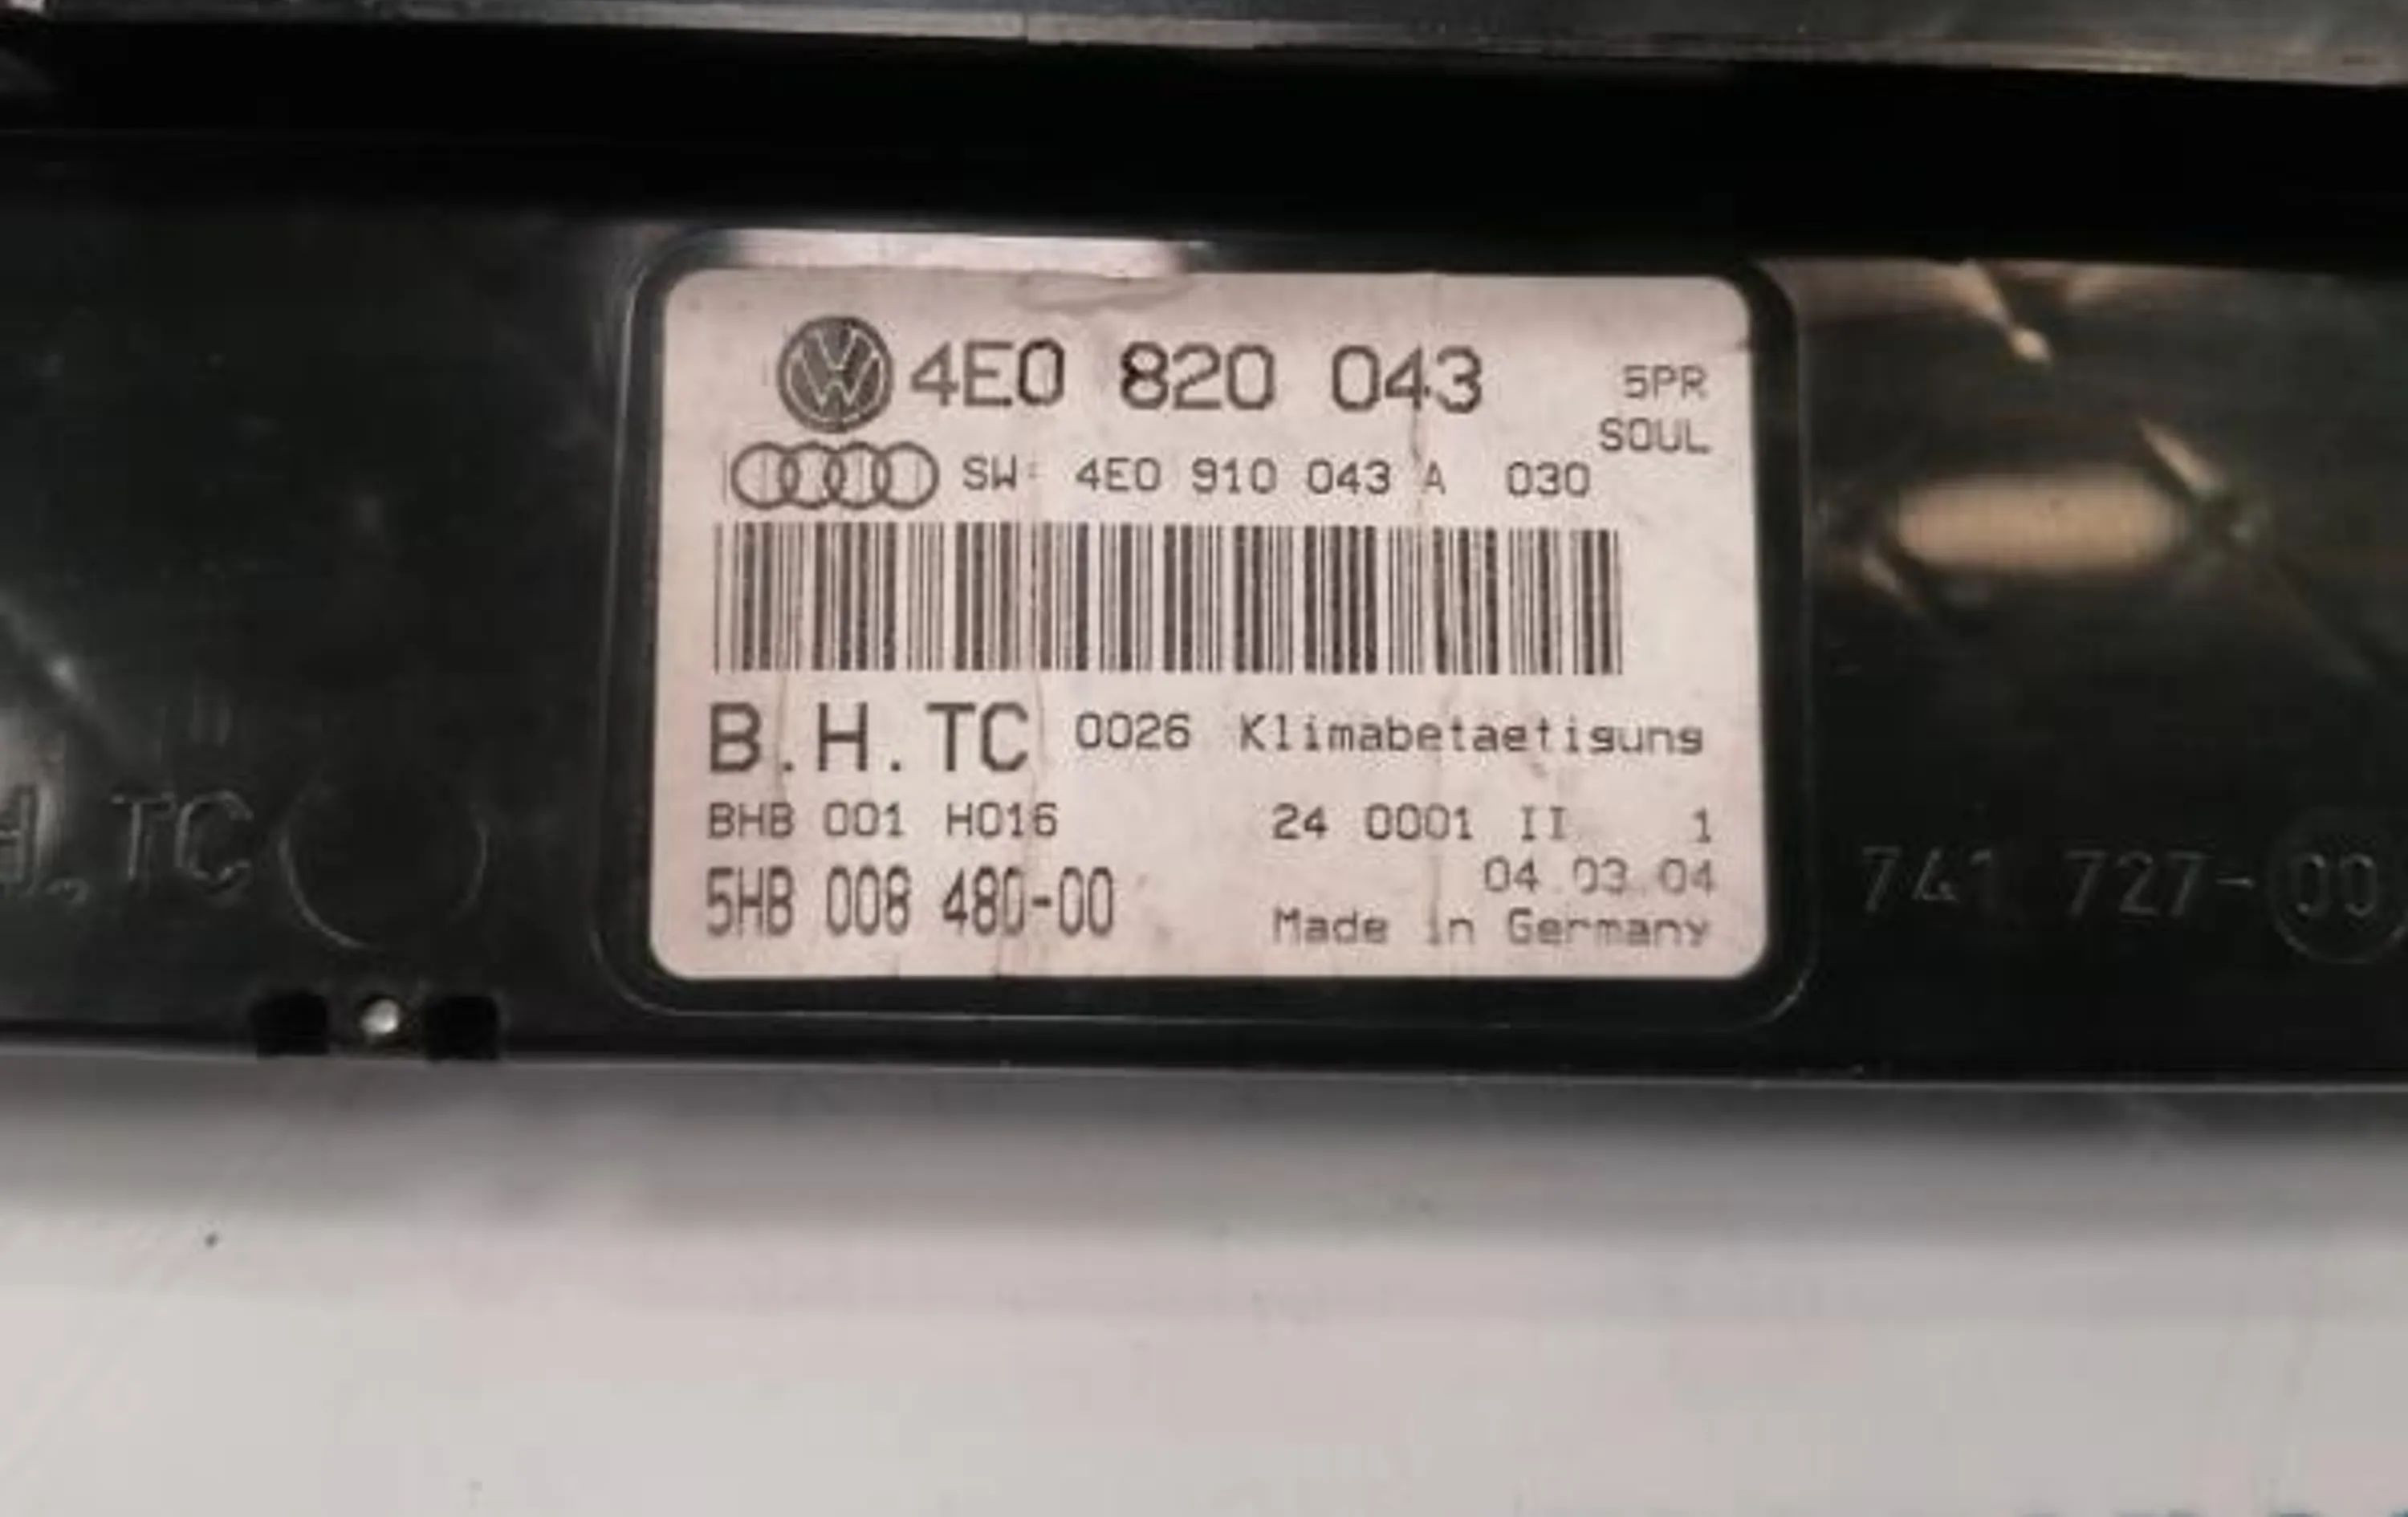 4E0 820 043
5PR
SOUL
SW: 4E0 910 043 A 030
B.H.TC 0026 Klimabetaetigung
BHB 001 H016 24 0001 II 1
04.03.04
5HB 008 480-00
Made in Germany
H.TC
741 727-00